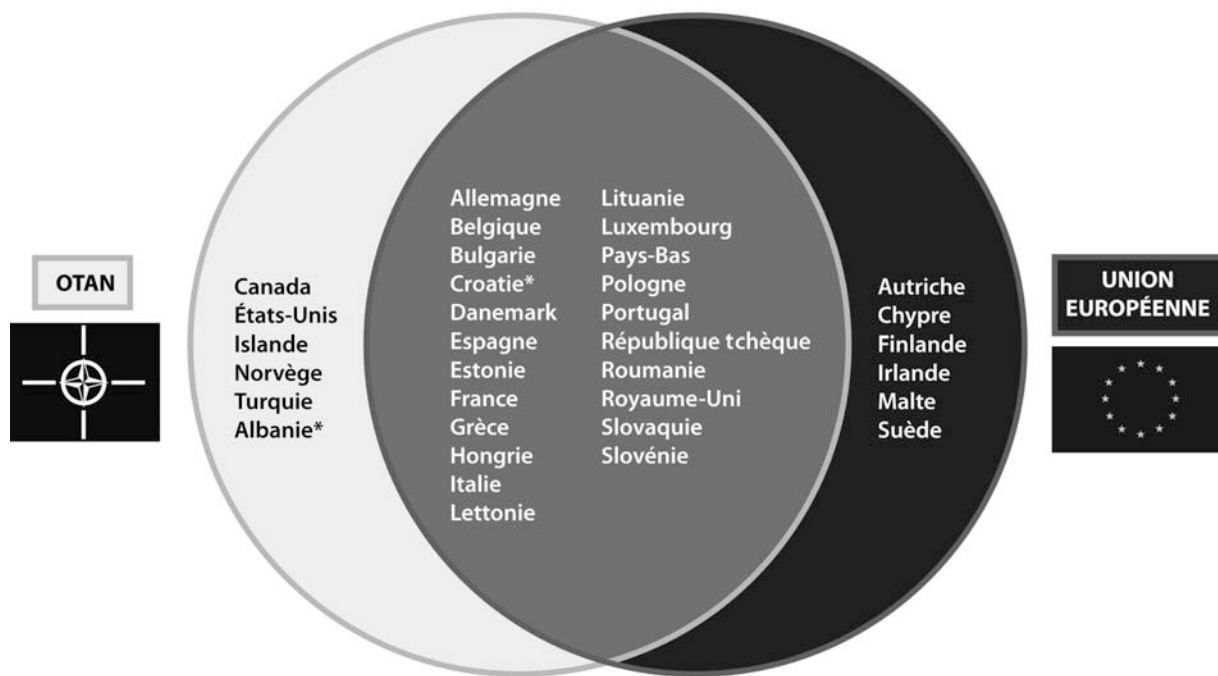 OTAN
Canada
États-Unis
Islande
Norvège
Turquie
Albanie*
Allemagne
Belgique
Bulgarie
Croatie*
Danemark
Espagne
Estonie
France
Grèce
Hongrie
Italie
Lettonie
Lituanie
Luxembourg
Pays-Bas
Pologne
Portugal
République tchèque
Roumanie
Royaume-Uni
Slovaquie
Slovénie
Autriche
Chypre
Finlande
Irlande
Malte
Suède
UNION
EUROPÉENNE